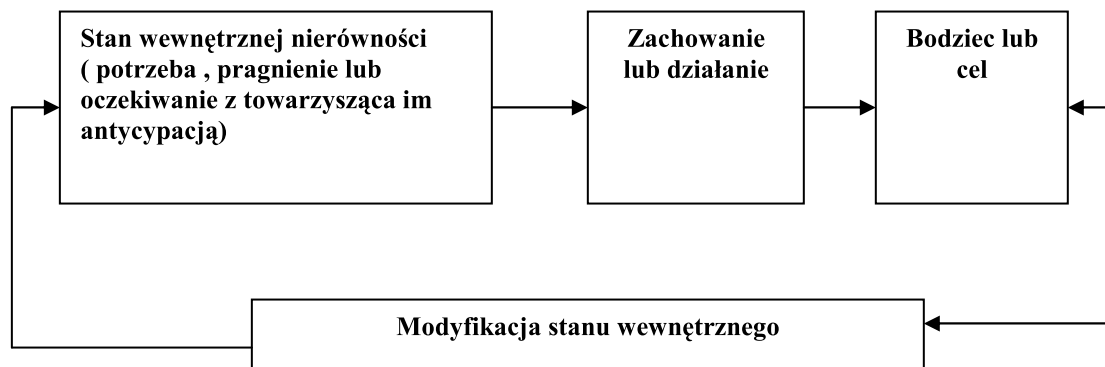 Stan wewnętrznej nierówności
( potrzeba , pragnienie lub
oczekiwanie z towarzysząca im
antycypacją)
Zachowanie
lub działanie
Bodziec lub
cel
Modyfikacja stanu wewnętrznego